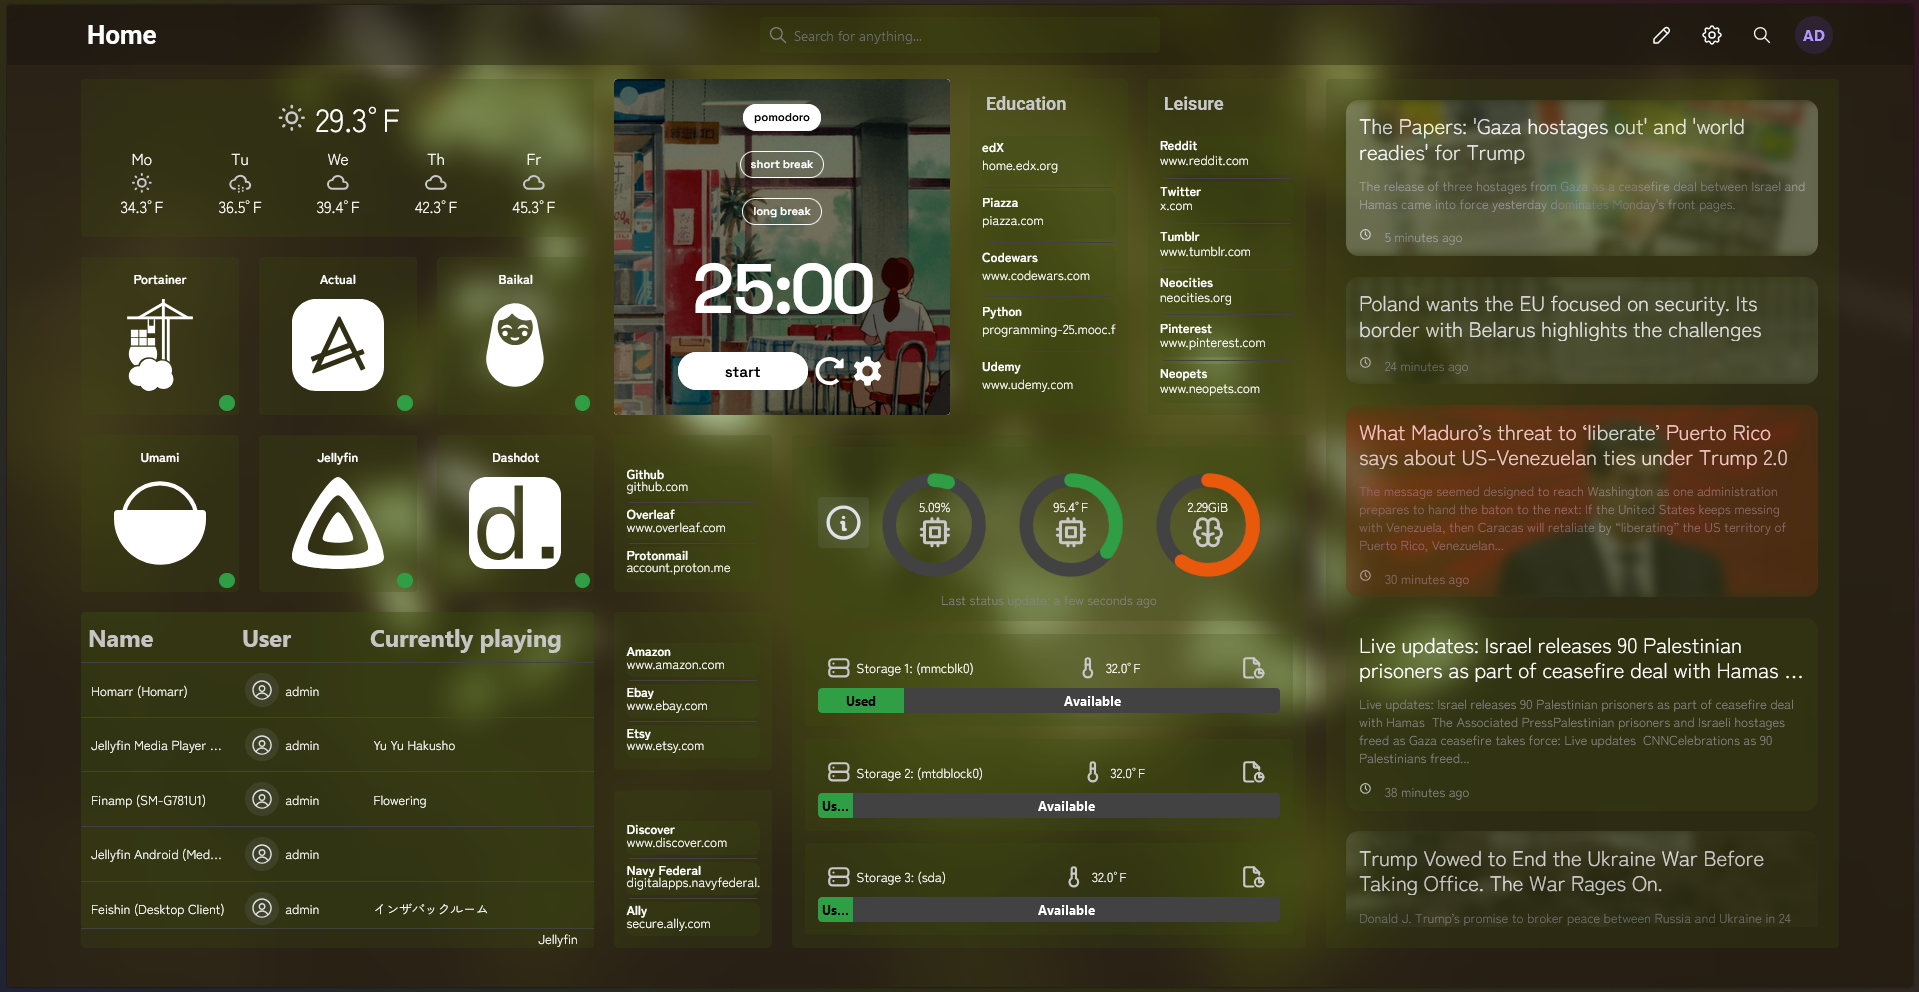 Home
Search for anything...
AD
29.3°F
Mo
Tu
We
Th
Fr
34.3°F
36.5°F
39.4°F
42.3°F
45.3°F
Portainer
Actual
Baikal
Umami
Jellyfin
Dashdot
d.
Name
User
Currently playing
Homarr (Homarr)
admin
Jellyfin Media Player ...
admin
Yu Yu Hakusho
Finamp (SM-G781U1)
admin
Flowering
Jellyfin Android (Med...
admin
Feishin (Desktop Client)
admin
インザバックルーム
Jellyfin
pomodoro
short break
long break
25:00
start
Education
edX
home.edx.org
Piazza
piazza.com
Codewars
www.codewars.com
Python
programming-25.mooc.f
Udemy
www.udemy.com
Leisure
Reddit
www.reddit.com
Twitter
x.com
Tumblr
www.tumblr.com
Neocities
neocities.org
Pinterest
www.pinterest.com
Neopets
www.neopets.com
Github
github.com
Overleaf
www.overleaf.com
Protonmail
account.proton.me
Amazon
www.amazon.com
Ebay
www.ebay.com
Etsy
www.etsy.com
Discover
www.discover.com
Navy Federal
digitalapps.navyfederal.
Ally
secure.ally.com
5.09%
95.4°F
2.29GiB
Last status update: a few seconds ago
Storage 1: (mmcblk0)
32.0°F
Used
Available
Storage 2: (mtdblock0)
32.0°F
Us...
Available
Storage 3: (sda)
32.0°F
Us...
Available
The Papers: 'Gaza hostages out' and 'world
readies' for Trump
The release of three hostages from Gaza as a ceasefire deal between Israel and
Hamas came into force yesterday dominates Monday's front pages.
5 minutes ago
Poland wants the EU focused on security. Its
border with Belarus highlights the challenges
24 minutes ago
What Maduro’s threat to ‘liberate’ Puerto Rico
says about US-Venezuelan ties under Trump 2.0
The message seemed designed to reach Washington as one administration
prepares to hand the baton to the next: If the United States keeps messing
with Venezuela, then Caracas will retaliate by “liberating” the US territory of
Puerto Rico, Venezuelan...
30 minutes ago
Live updates: Israel releases 90 Palestinian
prisoners as part of ceasefire deal with Hamas ...
Live updates: Israel releases 90 Palestinian prisoners as part of ceasefire deal
with Hamas  The Associated PressPalestinian prisoners and Israeli hostages
freed as Gaza ceasefire takes force: Live updates  CNNCelebrations as 90
Palestinians freed...
38 minutes ago
Trump Vowed to End the Ukraine War Before
Taking Office. The War Rages On.
Donald J. Trump’s promise to broker peace between Russia and Ukraine in 24